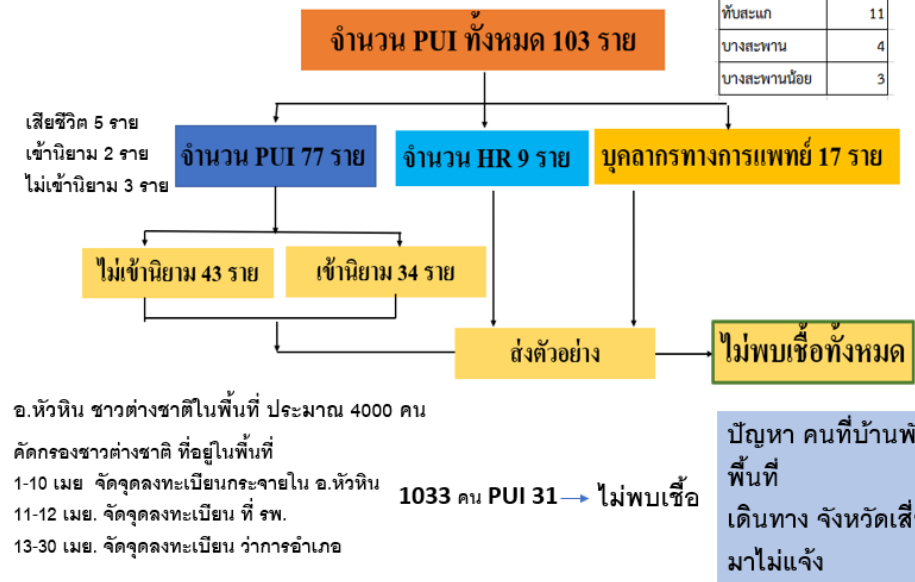 จำนวน PUI ทั้งหมด 103 ราย
ทับสะแก 11
บางสะพาน 4
บางสะพานน้อย 3
เสียชีวิต 5 ราย
เข้านิยาม 2 ราย
ไม่เข้านิยาม 3 ราย
จำนวน PUI 77 ราย
จำนวน HR 9 ราย
บุคลากรทางการแพทย์ 17 ราย
ไม่เข้านิยาม 43 ราย
เข้านิยาม 34 ราย
ส่งตัวอย่าง
ไม่พบเชื้อทั้งหมด
อ.หัวหิน ชาวต่างชาติในพื้นที่ ประมาณ 4000 คน
คัดกรองชาวต่างชาติ ที่อยู่ในพื้นที่
1-10 เมย จัดจุดลงทะเบียนกระจายใน อ.หัวหิน
11-12 เมย. จัดจุดลงทะเบียน ที่ รพ.
13-30 เมย. จัดจุดลงทะเบียน ว่าการอำเภอ
1033 คน PUI 31 → ไม่พบเชื้อ
ปัญหา คนที่บ้าน
พื้นที่
เดินทาง จังหวัด
มาไม่แจ้ง